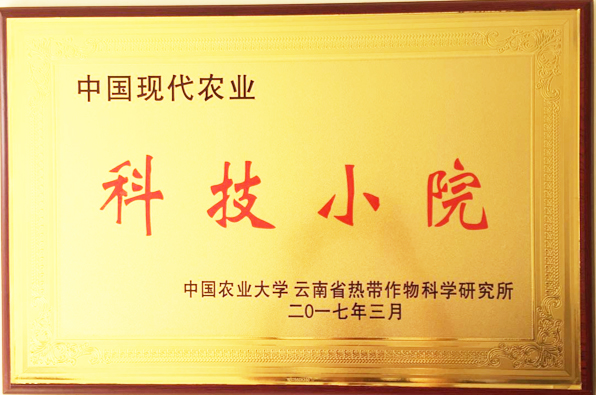 中国现代农业
科技小院
中国农业大学 云南省热带作物科学研究所
二〇一七年三月